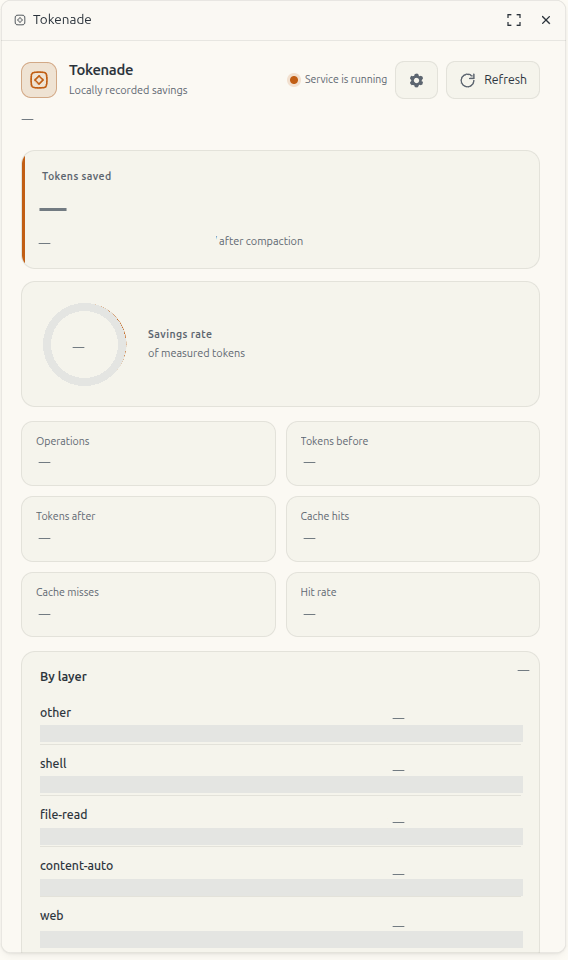 Tokenade
Tokenade
Locally recorded savings
Service is running
Refresh
—
Tokens saved
—
—
after compaction
—
Savings rate
of measured tokens
Operations
—
Tokens before
—
Tokens after
—
Cache hits
—
Cache misses
—
Hit rate
—
By layer
—
other
—
shell
—
file-read
—
content-auto
—
web
—